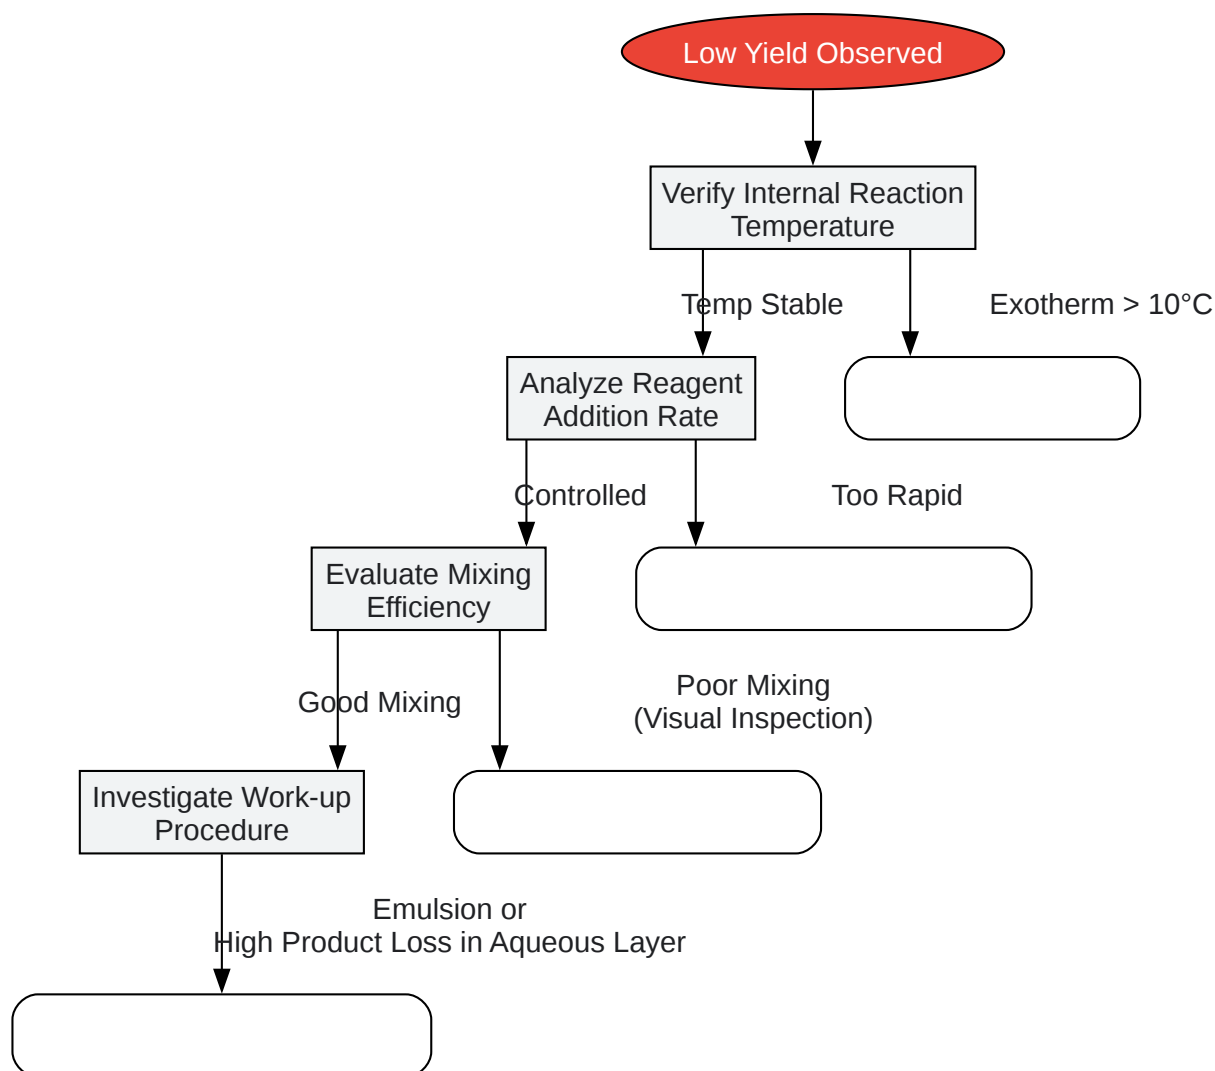 Low Yield Observed
Verify Internal Reaction
Temperature
Temp Stable
Exotherm > 10°C
Analyze Reagent
Addition Rate
Controlled
Too Rapid
Evaluate Mixing
Efficiency
Good Mixing
Poor Mixing
(Visual Inspection)
Investigate Work-up
Procedure
Emulsion or
High Product Loss in Aqueous Layer